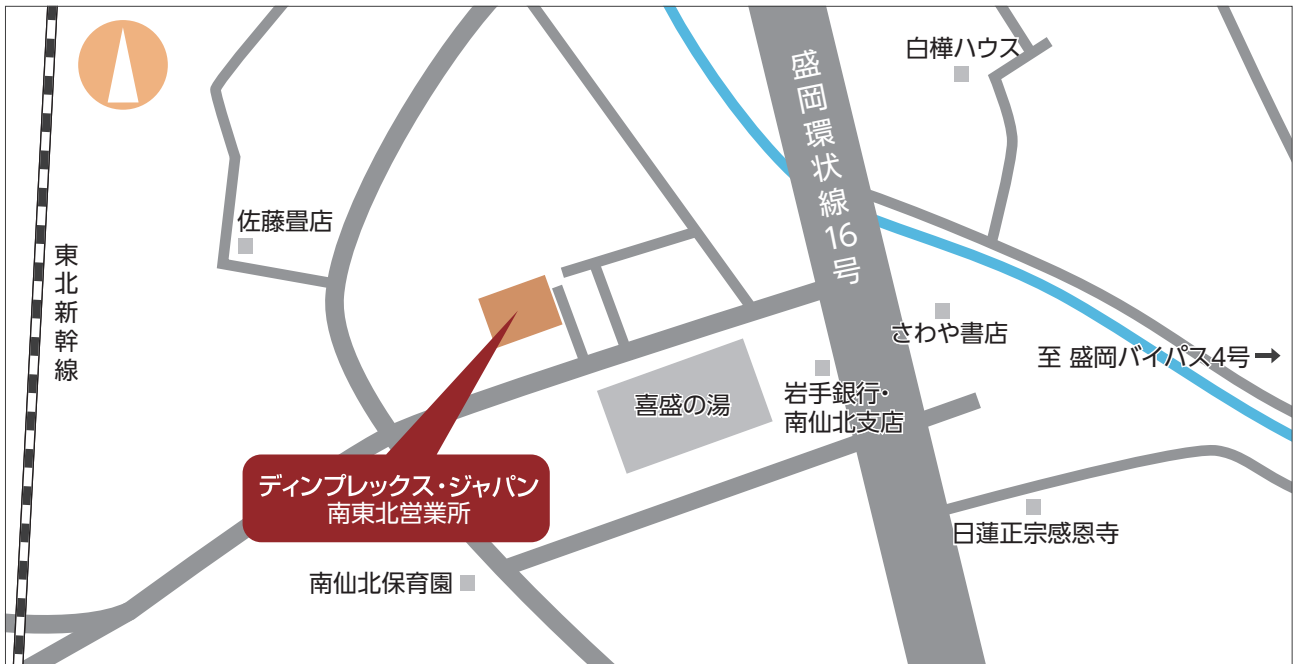 白樺ハウス
盛岡環状線16号
佐藤畳店
東北新幹線
さわや書店
至 盛岡バイパス4号→
喜盛の湯
岩手銀行・
南仙北支店
ディンプレックス・ジャパン
南東北営業所
日蓮正宗感恩寺
南仙北保育園